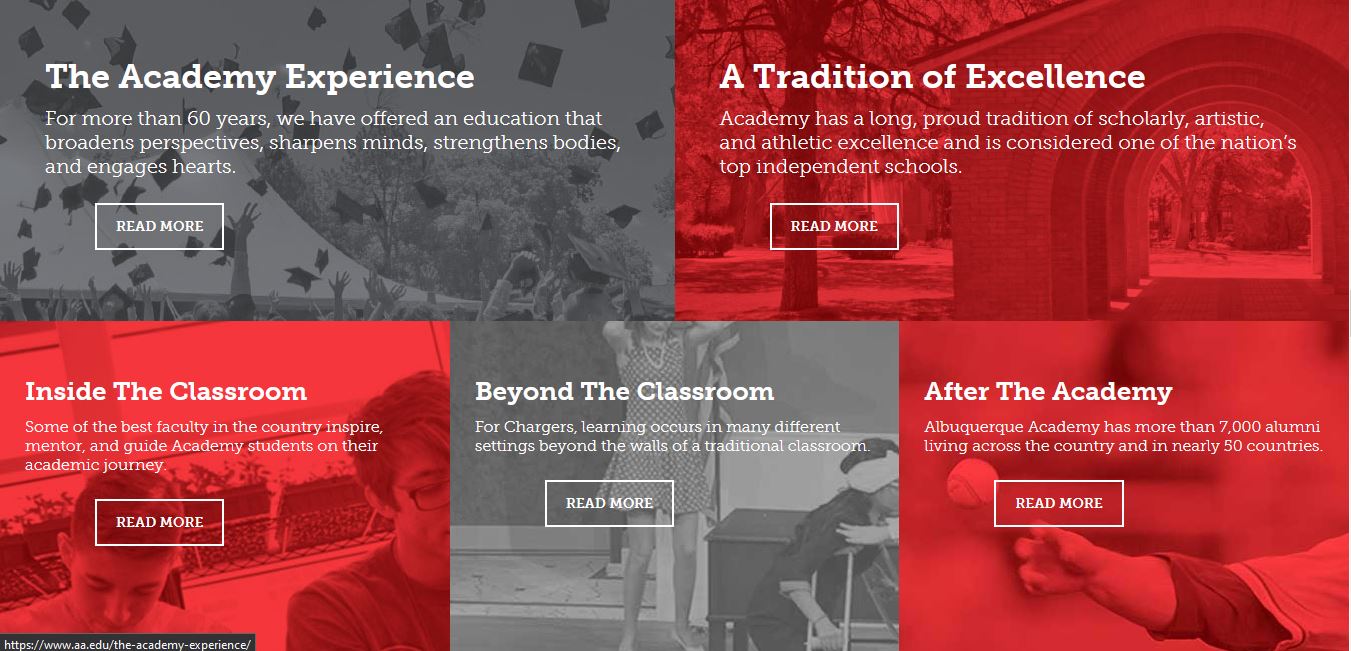 The Academy Experience
For more than 60 years, we have offered an education that
broadens perspectives, sharpens minds, strengthens bodies,
and engages hearts.
READ MORE
A Tradition of Excellence
Academy has a long, proud tradition of scholarly, artistic,
and athletic excellence and is considered one of the nation’s
top independent schools.
READ MORE
Inside The Classroom
Some of the best faculty in the country inspire,
mentor, and guide Academy students on their
academic journey.
READ MORE
Beyond The Classroom
For Chargers, learning occurs in many different
settings beyond the walls of a traditional classroom.
READ MORE
After The Academy
Albuquerque Academy has more than 7,000 alumni
living across the country and in nearly 50 countries.
READ MORE
https://www.aa.edu/the-academy-experience/